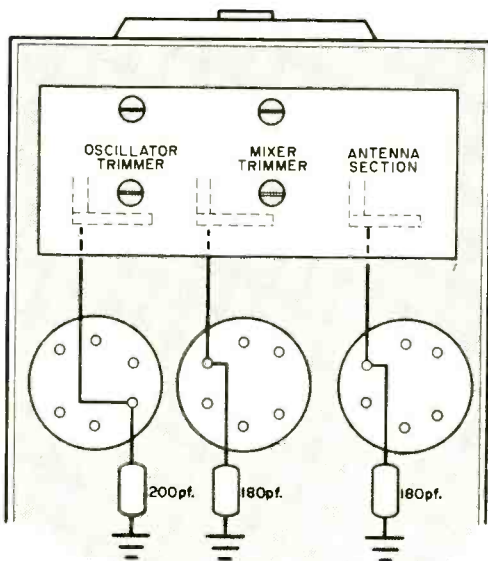 OSCILLATOR
TRIMMER
MIXER
TRIMMER
ANTENNA
SECTION
200pf.
180pf.
180pf.